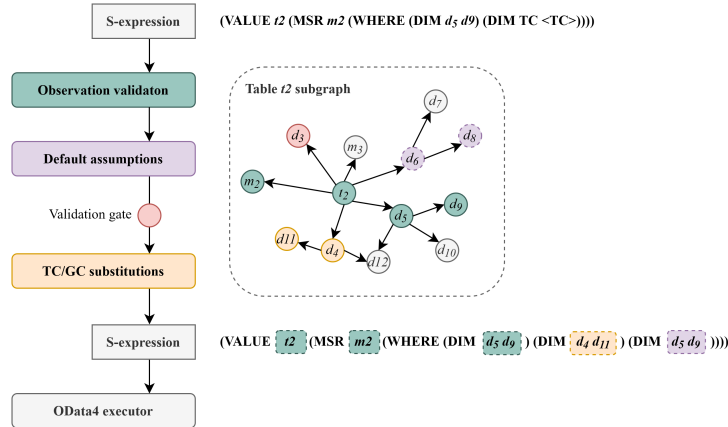 S-expression
(VALUE t2 (MSR m2 (WHERE (DIM d5 d9) (DIM TC <TC>))))
Observation validaton
Default assumptions
Validation gate
TC/GC substitutions
Table t2 subgraph
d7
d3
m3
d8
d6
m2
t2
d9
d5
d11
d4
d12
d10
S-expression
(VALUE t2 (MSR m2 (WHERE (DIM d5 d9 ) (DIM d4 d11 ) (DIM d5 d9 ))))
OData4 executor